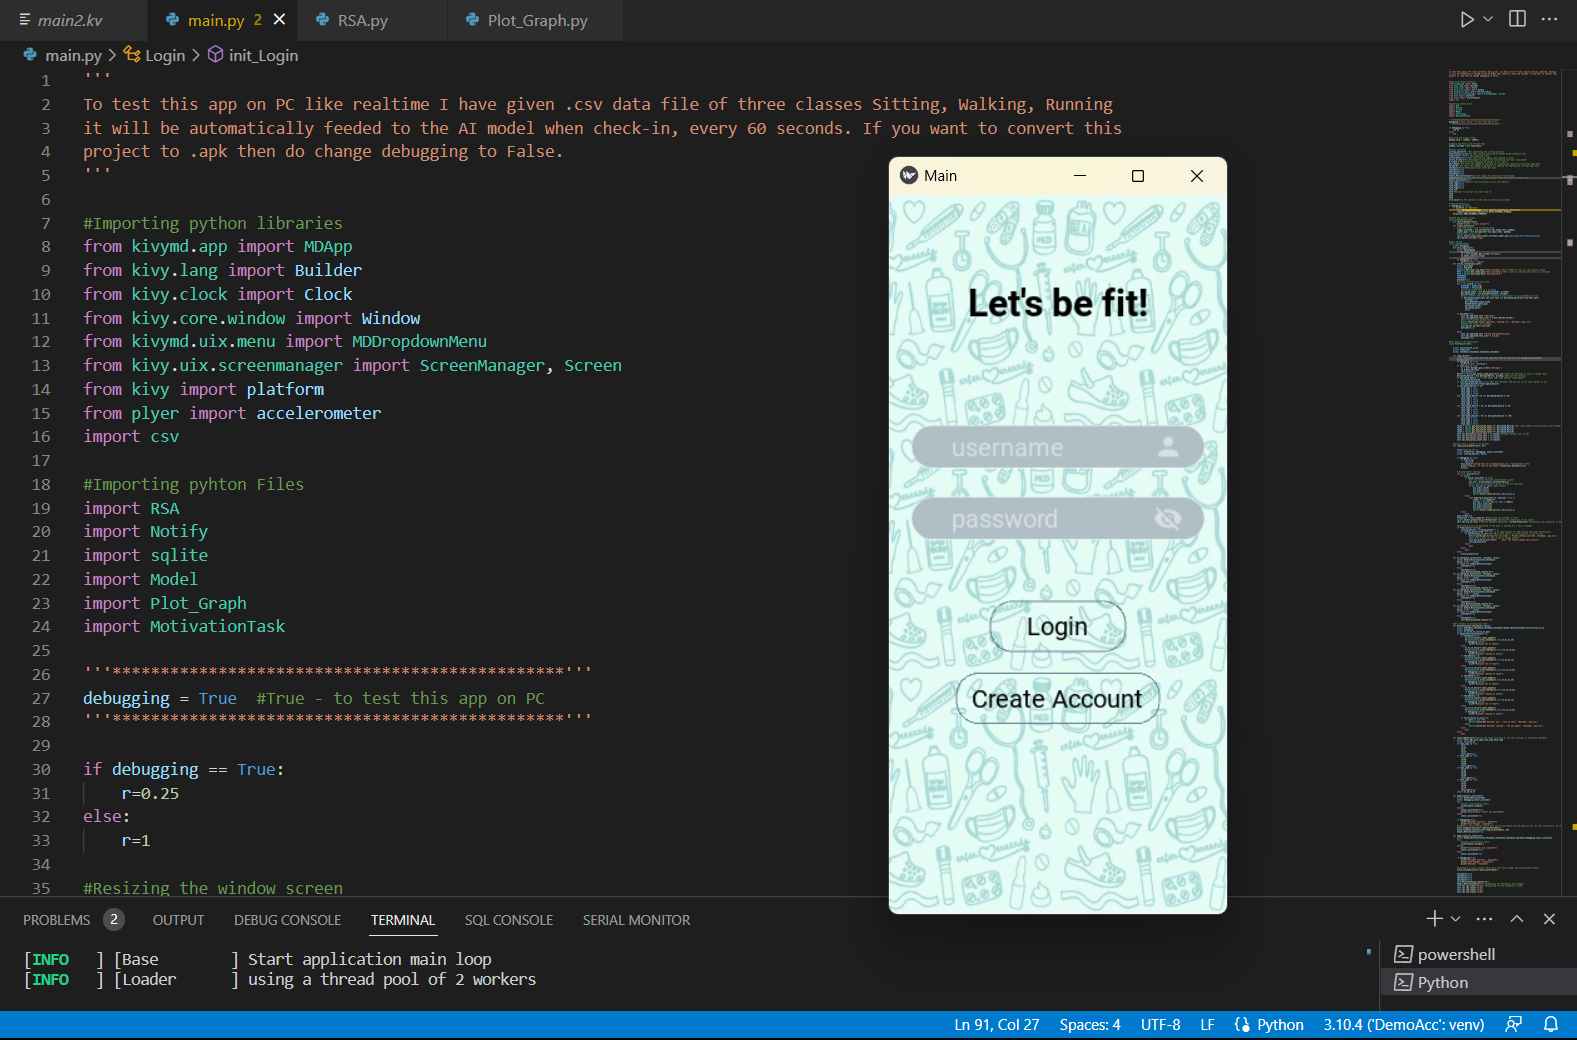 main2.kv
main.py 2
RSA.py
Plot_Graph.py
main.py > Login > init_Login
1 '''
2 To test this app on PC like realtime I have given .csv data file of three classes Sitting, Walking, Running
3 it will be automatically feeded to the AI model when check-in, every 60 seconds. If you want to convert this
4 project to .apk then do change debugging to False.
5 '''
6
7 #Importing python libraries
8 from kivymd.app import MDApp
9 from kivy.lang import Builder
10 from kivy.clock import Clock
11 from kivy.core.window import Window
12 from kivymd.uix.menu import MDDropdownMenu
13 from kivy.uix.screenmanager import ScreenManager, Screen
14 from kivy import platform
15 from plyer import accelerometer
16 import csv
17
18 #Importing pyhton Files
19 import RSA
20 import Notify
21 import sqlite
22 import Model
23 import Plot_Graph
24 import MotivationTask
25
26 '''***********************************************'''
27 debugging = True  #True - to test this app on PC
28 '''***********************************************'''
29
30 if debugging == True:
31     r=0.25
32 else:
33     r=1
34
35 #Resizing the window screen
Main
Let's be fit!
username
password
Login
Create Account
PROBLEMS 2 OUTPUT DEBUG CONSOLE TERMINAL SQL CONSOLE SERIAL MONITOR
[INFO   ] [Base        ] Start application main loop
[INFO   ] [Loader      ] using a thread pool of 2 workers
powershell
Python
Ln 91, Col 27 Spaces: 4 UTF-8 LF Python 3.10.4 ('DemoAcc': venv)